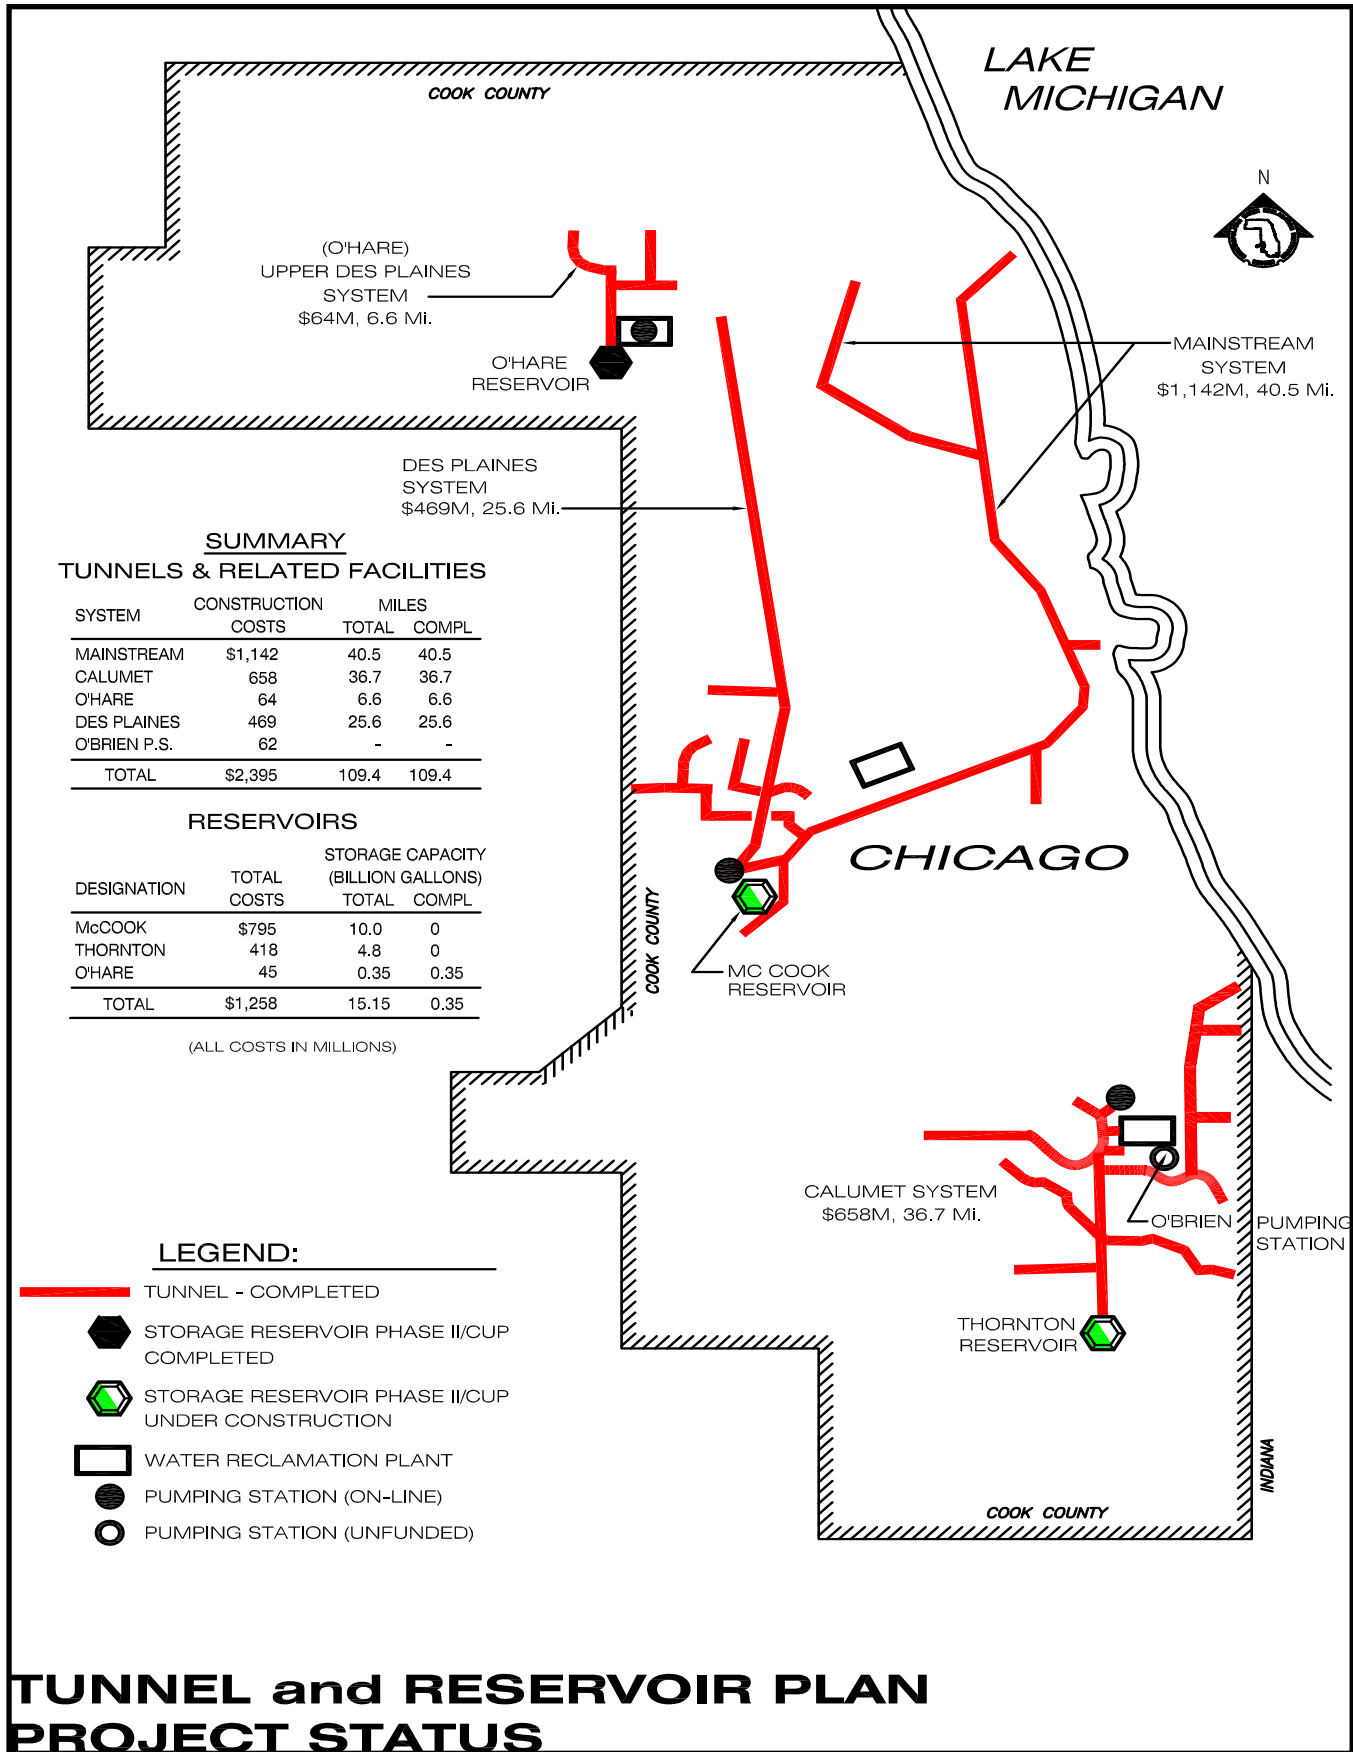 LAKE
MICHIGAN
COOK COUNTY
N
(O'HARE)
UPPER DES PLAINES
SYSTEM
$64M, 6.6 Mi.
O'HARE
RESERVOIR
MAINSTREAM
SYSTEM
$1,142M, 40.5 Mi.
DES PLAINES
SYSTEM
$469M, 25.6 Mi.
SUMMARY
TUNNELS & RELATED FACILITIES
SYSTEM CONSTRUCTION COSTS MILES TOTAL COMPL
MAINSTREAM $1,142 40.5 40.5
CALUMET 658 36.7 36.7
O'HARE 64 6.6 6.6
DES PLAINES 469 25.6 25.6
O'BRIEN P.S. 62 - -
TOTAL $2,395 109.4 109.4
RESERVOIRS
DESIGNATION TOTAL COSTS STORAGE CAPACITY (BILLION GALLONS) TOTAL COMPL
McCOOK $795 10.0 0
THORNTON 418 4.8 0
O'HARE 45 0.35 0.35
TOTAL $1,258 15.15 0.35
(ALL COSTS IN MILLIONS)
CHICAGO
COOK COUNTY
MC COOK
RESERVOIR
CALUMET SYSTEM
$658M, 36.7 Mi.
O'BRIEN PUMPING
STATION
THORNTON
RESERVOIR
INDIANA
COOK COUNTY
LEGEND:
TUNNEL - COMPLETED
STORAGE RESERVOIR PHASE II/CUP
COMPLETED
STORAGE RESERVOIR PHASE II/CUP
UNDER CONSTRUCTION
WATER RECLAMATION PLANT
PUMPING STATION (ON-LINE)
PUMPING STATION (UNFUNDED)
TUNNEL and RESERVOIR PLAN
PROJECT STATUS